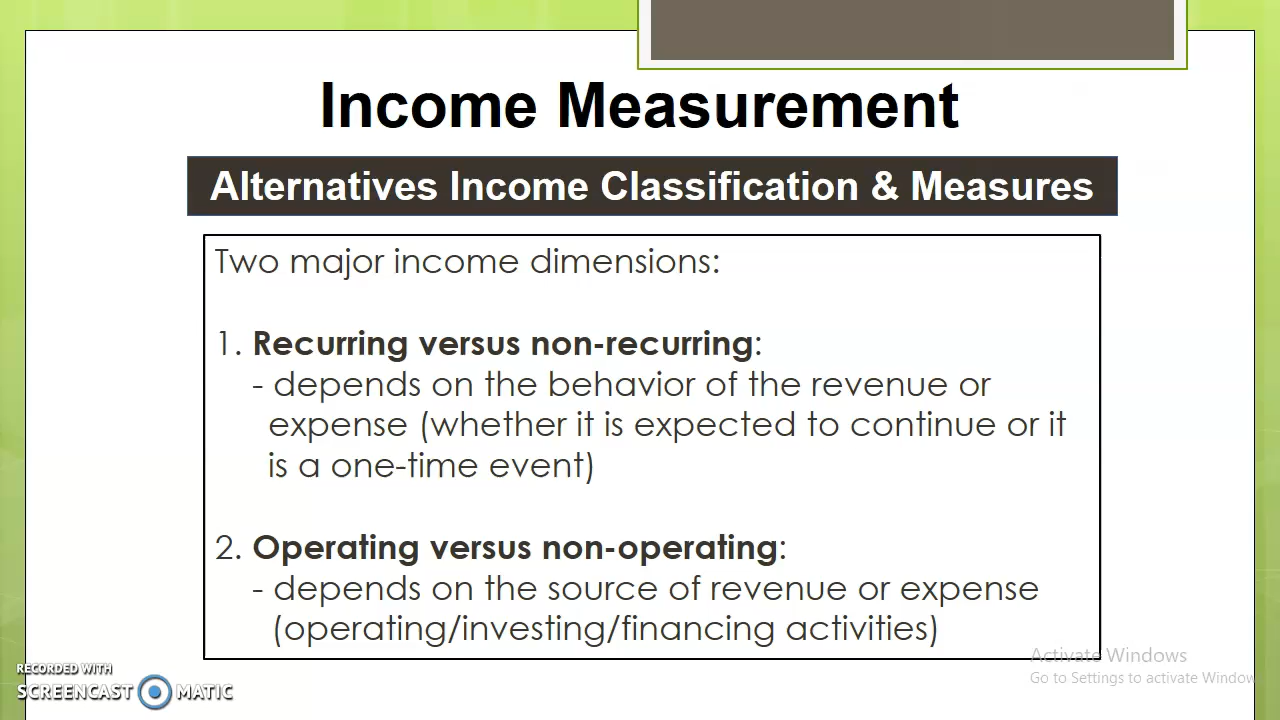 Income Measurement
Alternatives Income Classification & Measures
Two major income dimensions:
1. Recurring versus non-recurring:
- depends on the behavior of the revenue or
expense (whether it is expected to continue or it
is a one-time event)
2. Operating versus non-operating:
- depends on the source of revenue or expense
(operating/investing/financing activities)
Activate Windows
Go to Settings to activate Window
RECORDED WITH
SCREENCAST MATIC